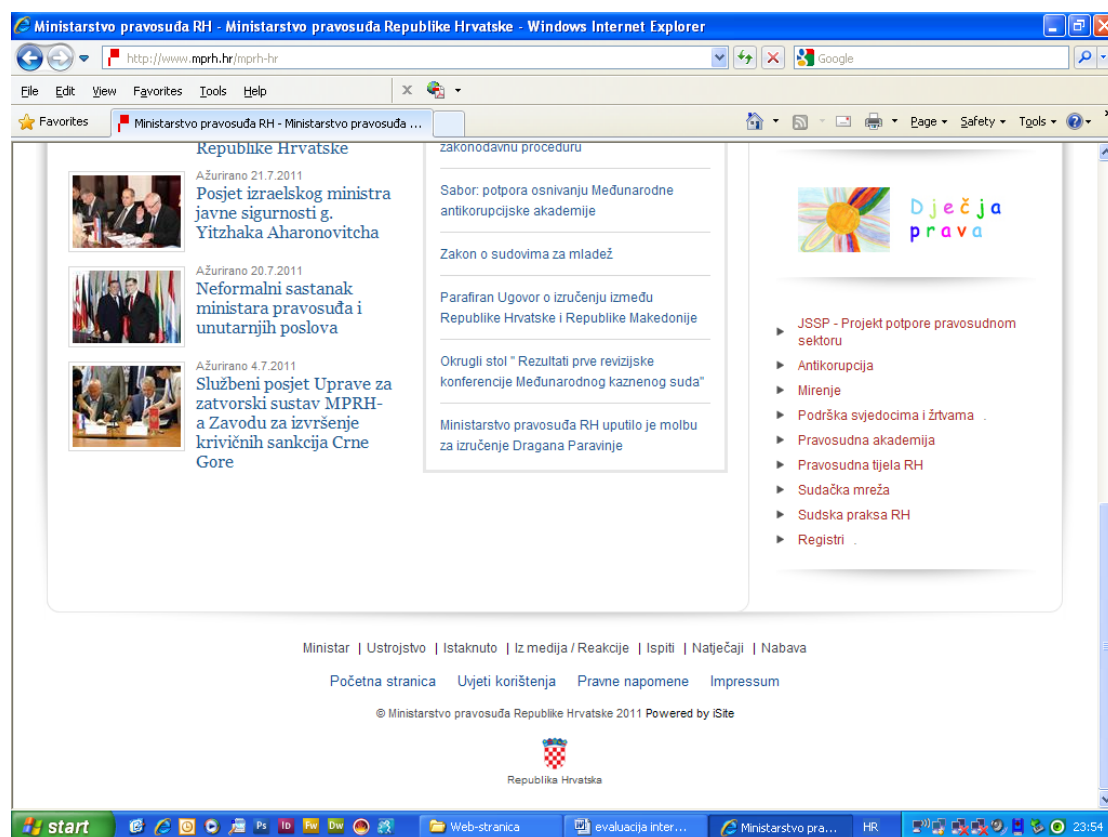 Ministarstvo pravosuđa RH - Ministarstvo pravosuđa Republike Hrvatske - Windows Internet Explorer
http://www.mprh.hr/mprh-hr
Google
File Edit View Favorites Tools Help
Favorites
Ministarstvo pravosuđa RH - Ministarstvo pravosuđa ...
Page Safety Tools
Republike Hrvatske
Ažurirano 21.7.2011
Posjet izraelskog ministra
javne sigurnosti g.
Yitzhaka Aharonovitcha
Ažurirano 20.7.2011
Neformalni sastanak
ministara pravosuđa i
unutarnjih poslova
Ažurirano 4.7.2011
Službeni posjet Uprave za
zatvorski sustav MPRH-
a Zavodu za izvršenje
krivičnih sankcija Crne
Gore
zakonodavnu proceduru
Sabor: potpora osnivanju Međunarodne
antikorupcijske akademije
Zakon o sudovima za mladež
Parafiran Ugovor o izručenju između
Republike Hrvatske i Republike Makedonije
Okrugli stol " Rezultati prve revizijske
konferencije Međunarodnog kaznenog suda"
Ministarstvo pravosuđa RH uputilo je molbu
za izručenje Dragana Paravinje
Dječja
prava
JSSP - Projekt potpore pravosudnom
sektoru
Antikorupcija
Mirenje
Podrška svjedocima i žrtvama .
Pravosudna akademija
Pravosudna tijela RH
Sudačka mreža
Sudska praksa RH
Registri .
Ministar | Ustrojstvo | Istaknuto | Iz medija / Reakcije | Ispiti | Natječaji | Nabava
Početna stranica Uvjeti korištenja Pravne napomene Impressum
© Ministarstvo pravosuđa Republike Hrvatske 2011 Powered by iSite
Republika Hrvatska
start Ps ID Fw Dw Web-stranica evaluacija inter... Ministarstvo pra... HR 23:54